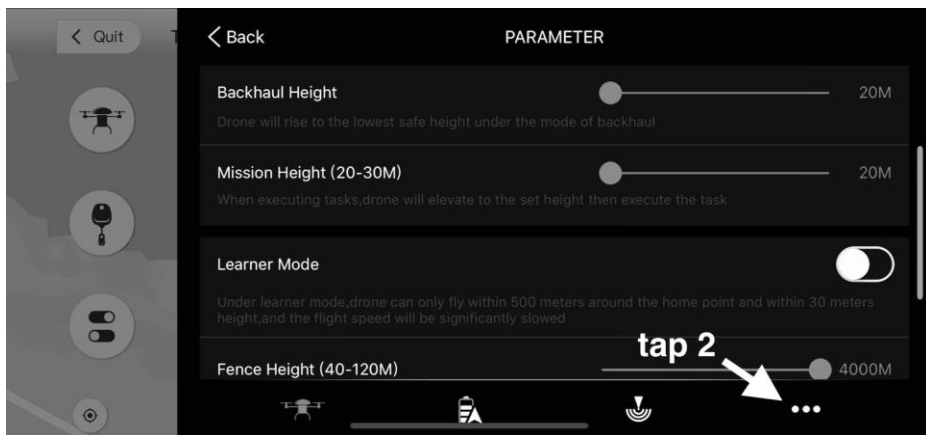 Quit T
Back PARAMETER
Backhaul Height 20M
Drone will rise to the lowest safe height under the mode of backhaul
Mission Height (20-30M) 20M
When executing tasks,drone will elevate to the set height then execute the task
Learner Mode
Under learner mode,drone can only fly within 500 meters around the home point and within 30 meters
height,and the flight speed will be significantly slowed
tap 2
Fence Height (40-120M) 4000M